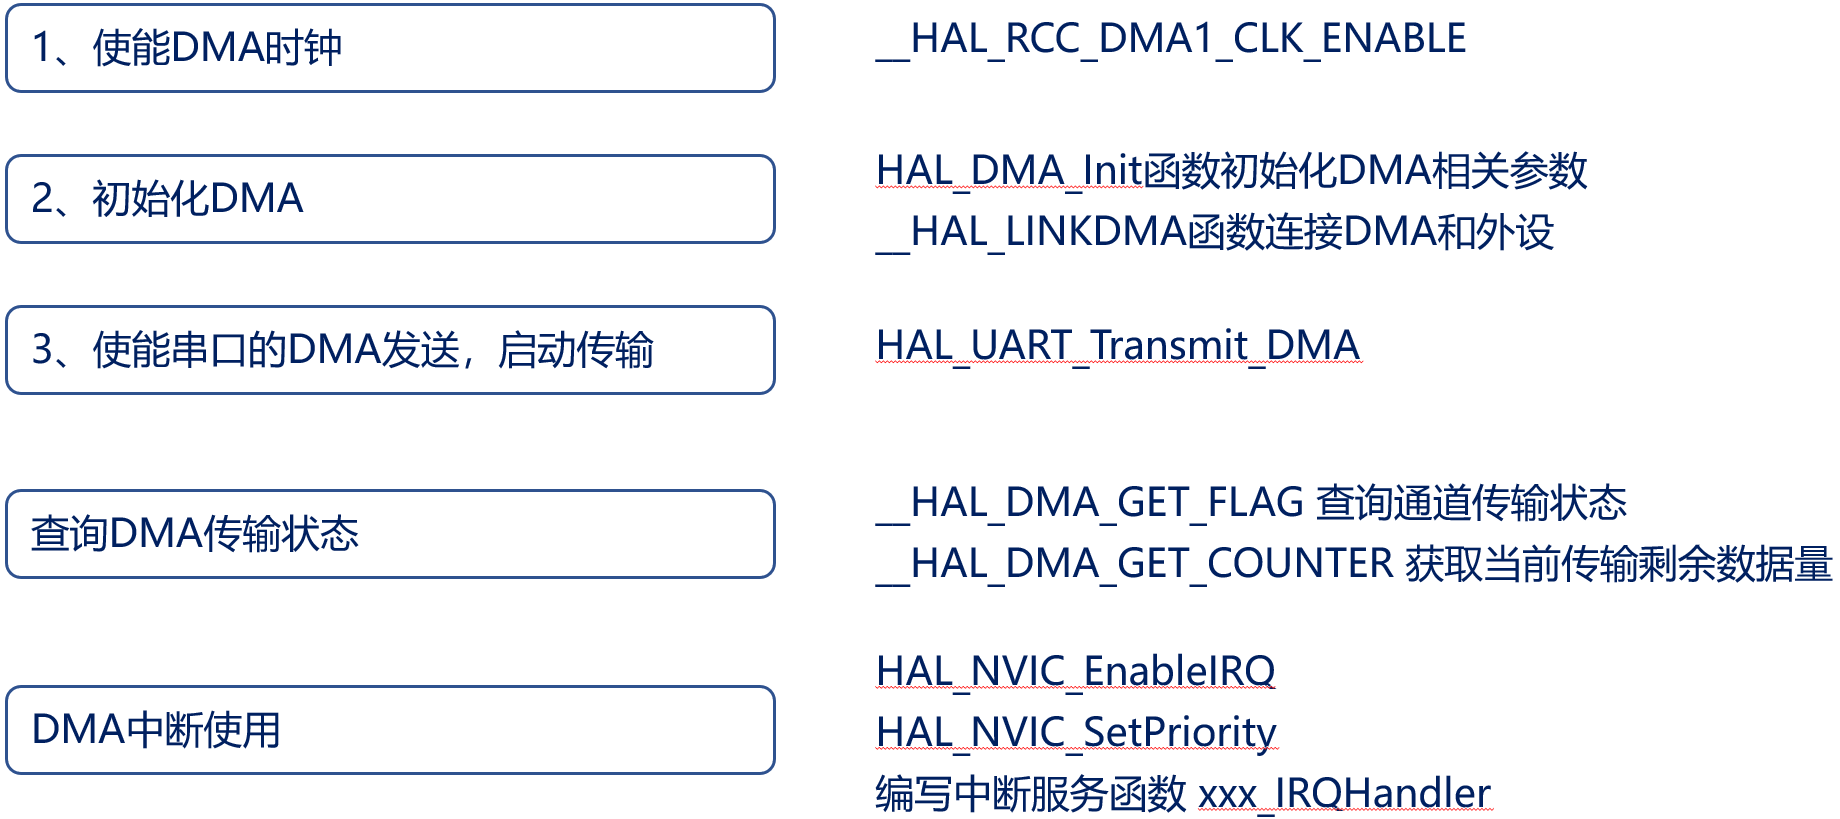 1、使能DMA时钟
__HAL_RCC_DMA1_CLK_ENABLE
2、初始化DMA
HAL_DMA_Init函数初始化DMA相关参数
__HAL_LINKDMA函数连接DMA和外设
3、使能串口的DMA发送，启动传输
HAL_UART_Transmit_DMA
查询DMA传输状态
__HAL_DMA_GET_FLAG 查询通道传输状态
__HAL_DMA_GET_COUNTER 获取当前传输剩余数据量
DMA中断使用
HAL_NVIC_EnableIRQ
HAL_NVIC_SetPriority
编写中断服务函数 xxx_IRQHandler